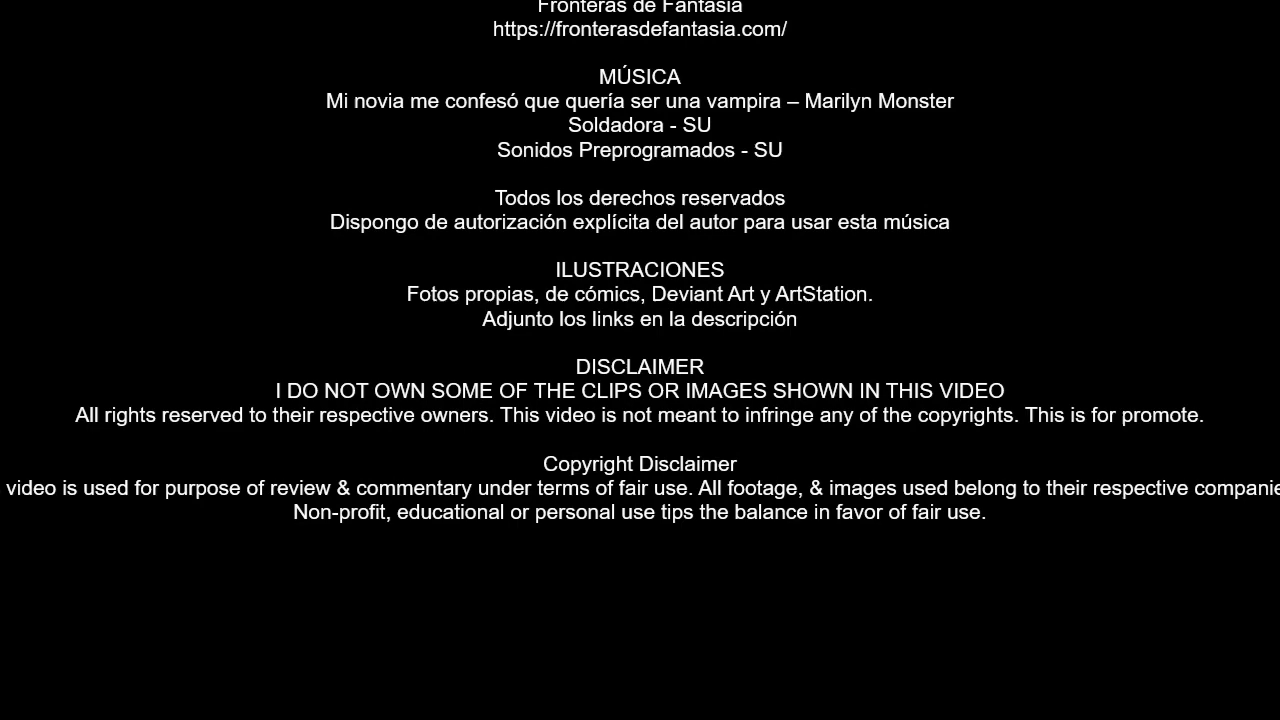 Fronteras de Fantasía
https://fronterasdefantasia.com/
MÚSICA
Mi novia me confesó que quería ser una vampira – Marilyn Monster
Soldadora - SU
Sonidos Preprogramados - SU
Todos los derechos reservados
Dispongo de autorización explícita del autor para usar esta música
ILUSTRACIONES
Fotos propias, de cómics, Deviant Art y ArtStation.
Adjunto los links en la descripción
DISCLAIMER
I DO NOT OWN SOME OF THE CLIPS OR IMAGES SHOWN IN THIS VIDEO
All rights reserved to their respective owners. This video is not meant to infringe any of the copyrights. This is for promote.
Copyright Disclaimer
video is used for purpose of review & commentary under terms of fair use. All footage, & images used belong to their respective companie
Non-profit, educational or personal use tips the balance in favor of fair use.